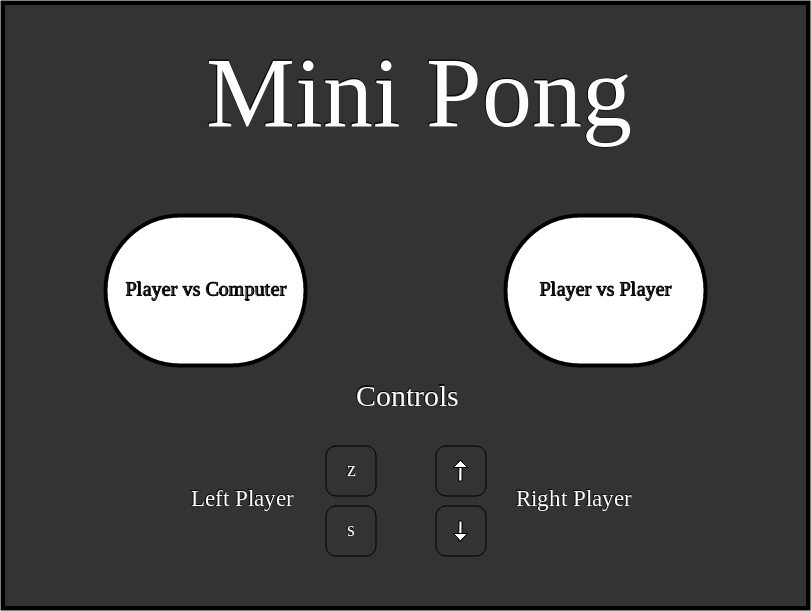 Mini Pong
Player vs Computer
Player vs Player
Controls
z
↑
Left Player
Right Player
s
↓